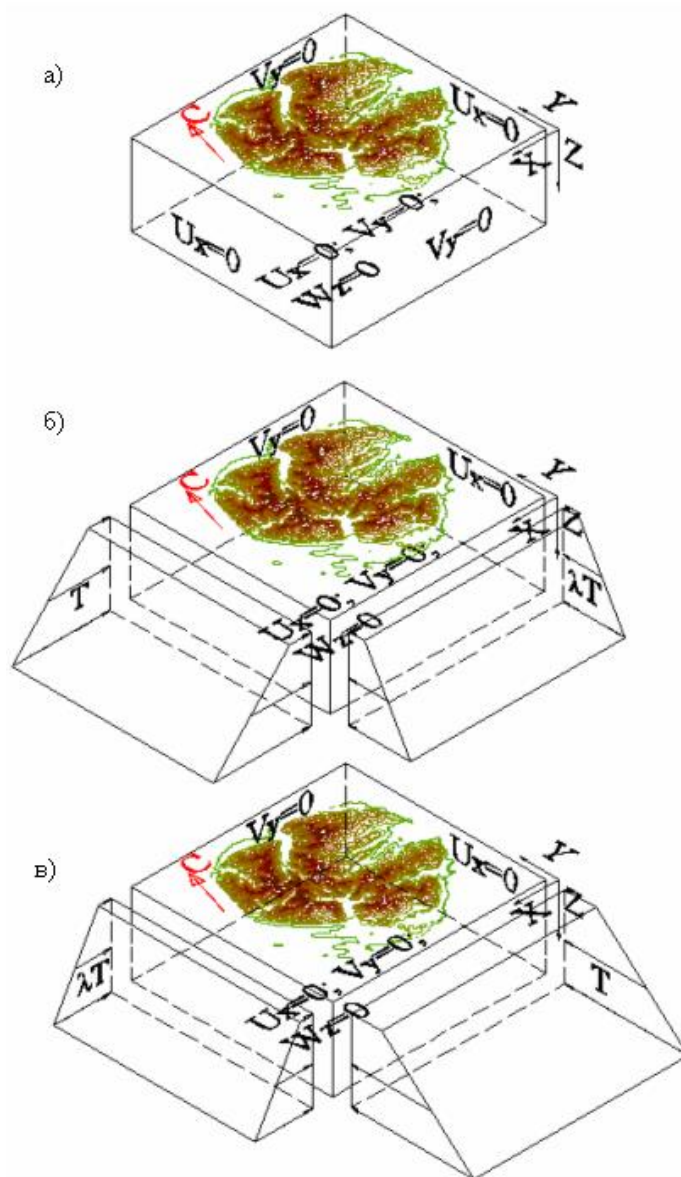 а)
Vy=0
Ux=0
Y
X
Z
С
Ux=0
Ux=0, Vy=0,
Wz=0
Vy=0
б)
Vy=0
Ux=0
Y
X
Z
С
T
Ux=0, Vy=0,
Wz=0
λT
в)
Vy=0
Ux=0
Y
X
Z
С
λT
Ux=0, Vy=0,
Wz=0
T